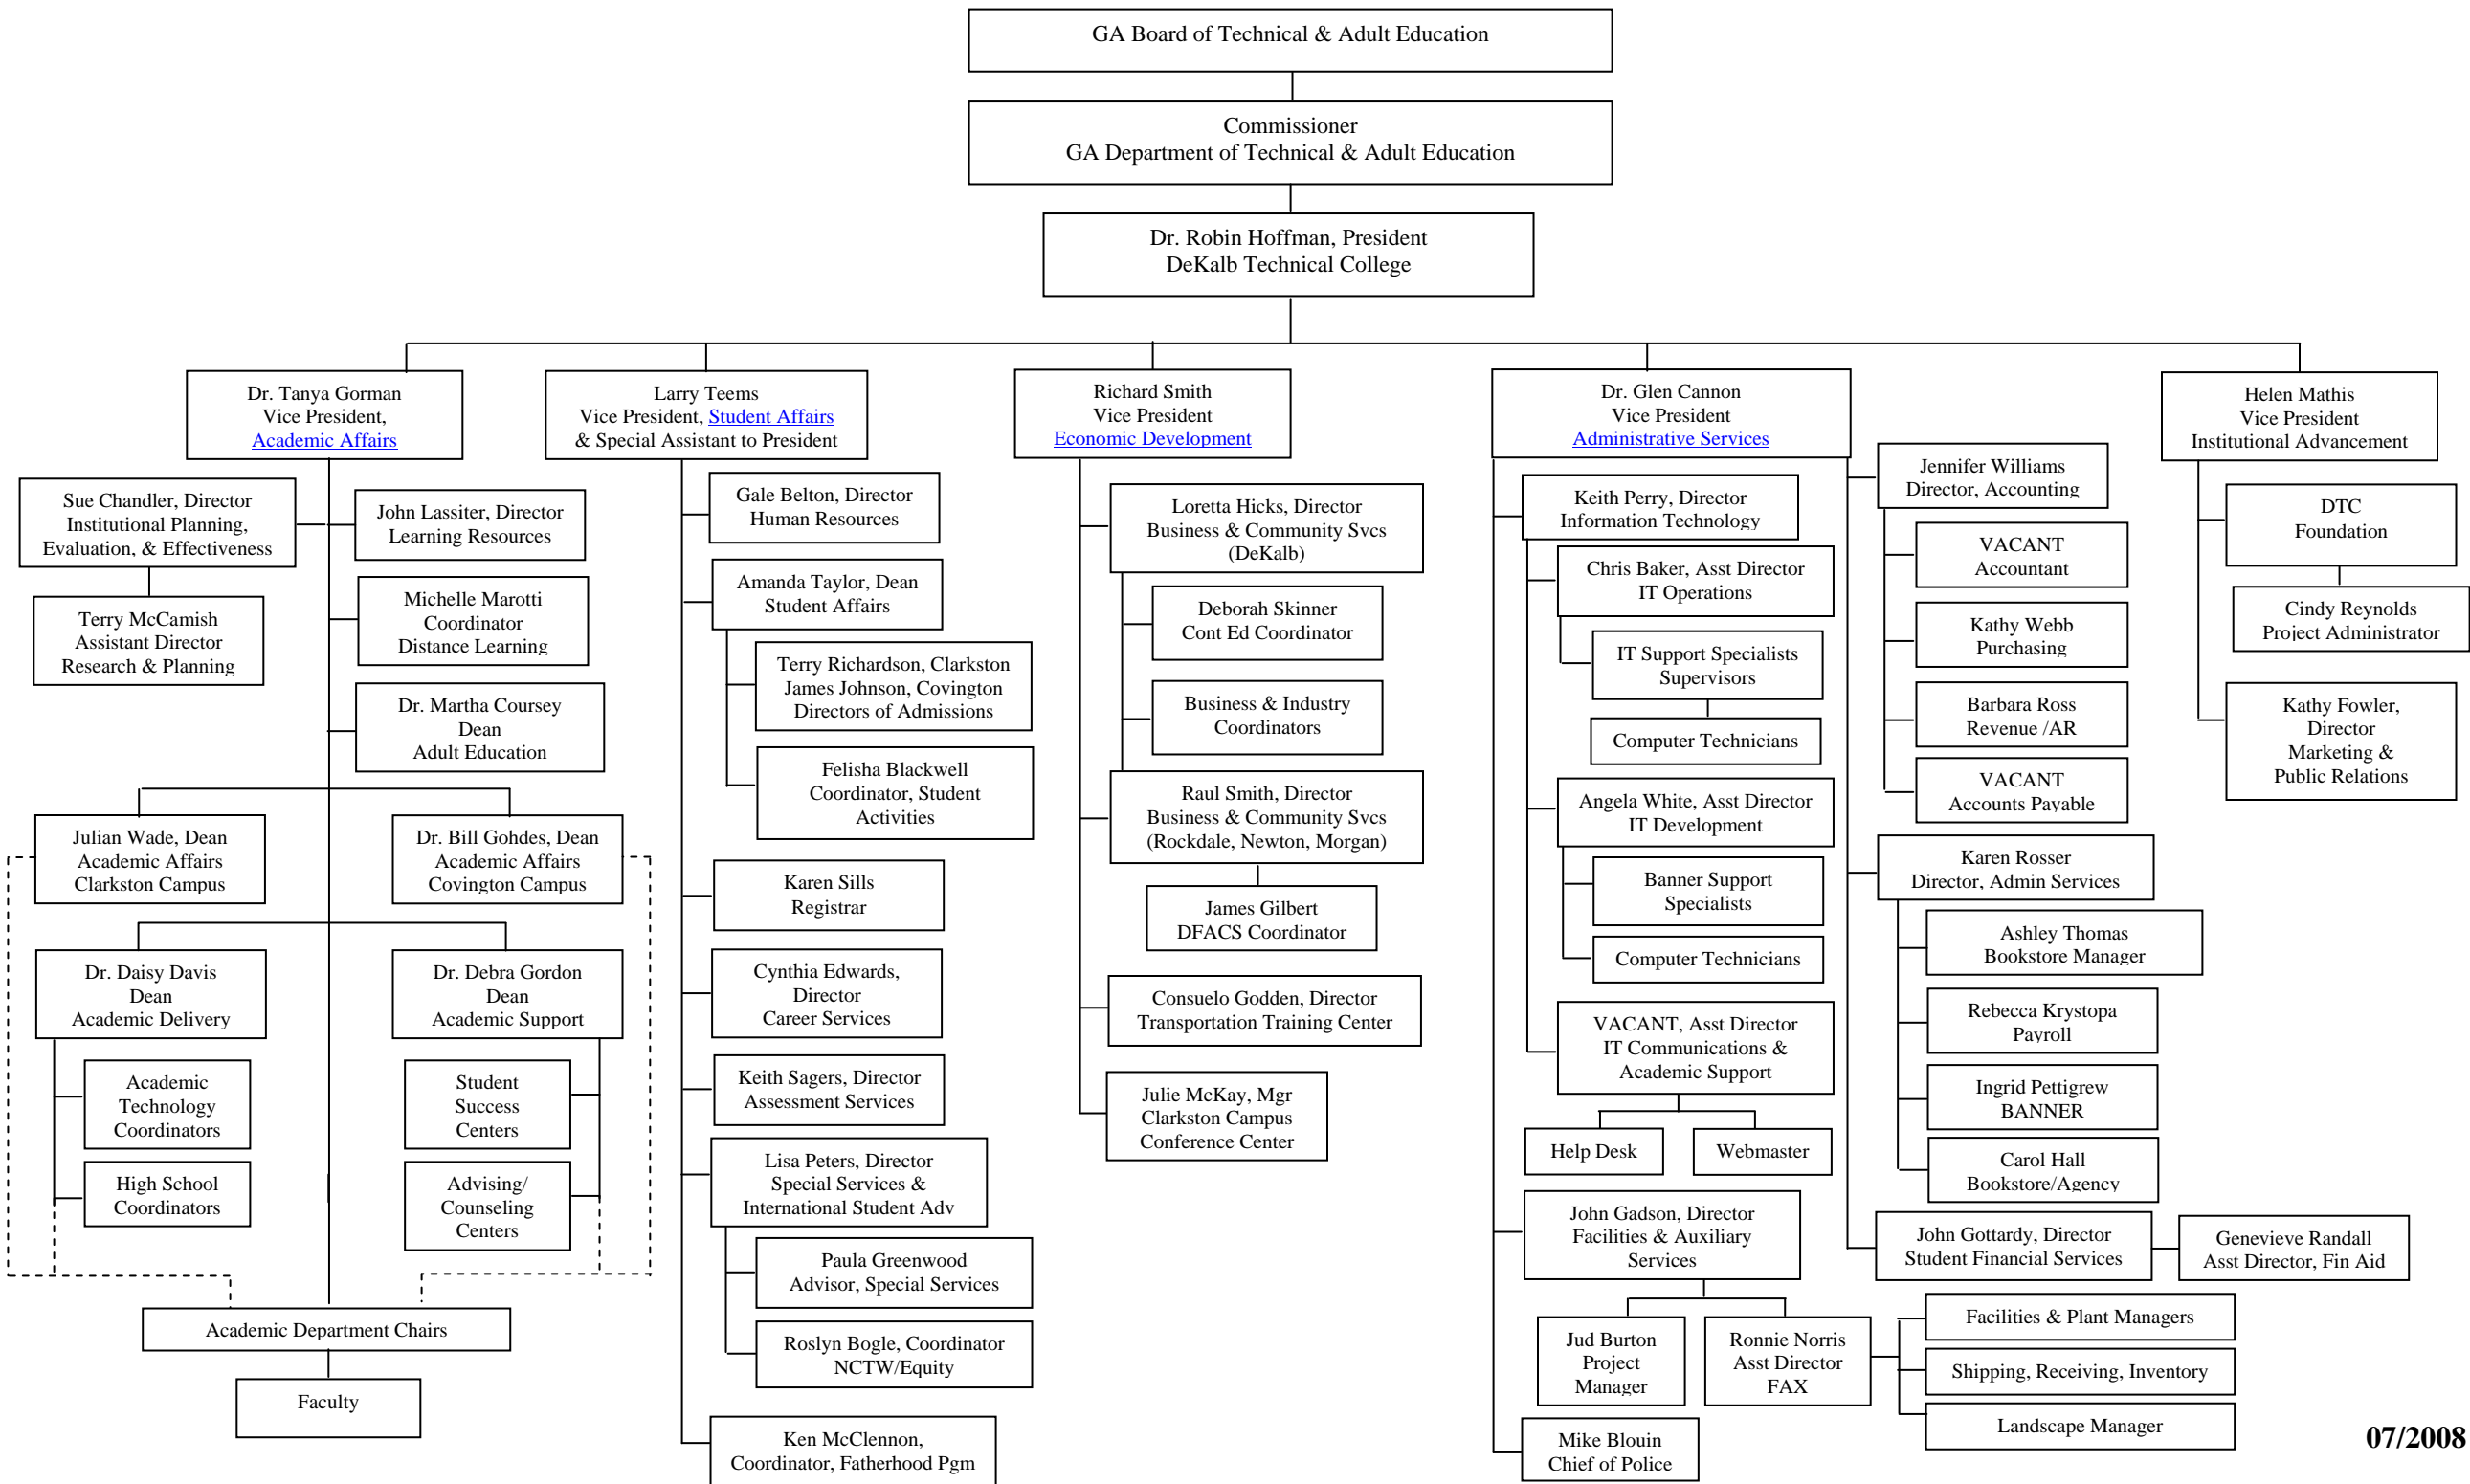 GA Board of Technical & Adult Education
Commissioner
GA Department of Technical & Adult Education
Dr. Robin Hoffman, President
DeKalb Technical College
Dr. Tanya Gorman
Vice President,
Academic Affairs
Sue Chandler, Director
Institutional Planning,
Evaluation, & Effectiveness
Terry McCamish
Assistant Director
Research & Planning
John Lassiter, Director
Learning Resources
Michelle Marotti
Coordinator
Distance Learning
Dr. Martha Coursey
Dean
Adult Education
Julian Wade, Dean
Academic Affairs
Clarkston Campus
Dr. Bill Gohdes, Dean
Academic Affairs
Covington Campus
Dr. Daisy Davis
Dean
Academic Delivery
Academic
Technology
Coordinators
High School
Coordinators
Dr. Debra Gordon
Dean
Academic Support
Student
Success
Centers
Advising/
Counseling
Centers
Academic Department Chairs
Faculty
Larry Teems
Vice President, Student Affairs
& Special Assistant to President
Gale Belton, Director
Human Resources
Amanda Taylor, Dean
Student Affairs
Terry Richardson, Clarkston
James Johnson, Covington
Directors of Admissions
Felisha Blackwell
Coordinator, Student
Activities
Karen Sills
Registrar
Cynthia Edwards,
Director
Career Services
Keith Sagers, Director
Assessment Services
Lisa Peters, Director
Special Services &
International Student Adv
Paula Greenwood
Advisor, Special Services
Roslyn Bogle, Coordinator
NCTW/Equity
Ken McClennon,
Coordinator, Fatherhood Pgm
Richard Smith
Vice President
Economic Development
Loretta Hicks, Director
Business & Community Svcs
(DeKalb)
Deborah Skinner
Cont Ed Coordinator
Business & Industry
Coordinators
Raul Smith, Director
Business & Community Svcs
(Rockdale, Newton, Morgan)
James Gilbert
DFACS Coordinator
Consuelo Godden, Director
Transportation Training Center
Julie McKay, Mgr
Clarkston Campus
Conference Center
Dr. Glen Cannon
Vice President
Administrative Services
Keith Perry, Director
Information Technology
Chris Baker, Asst Director
IT Operations
IT Support Specialists
Supervisors
Computer Technicians
Angela White, Asst Director
IT Development
Banner Support
Specialists
Computer Technicians
VACANT, Asst Director
IT Communications &
Academic Support
Help Desk
Webmaster
John Gadson, Director
Facilities & Auxiliary
Services
Jud Burton
Project
Manager
Ronnie Norris
Asst Director
FAX
Facilities & Plant Managers
Shipping, Receiving, Inventory
Landscape Manager
Mike Blouin
Chief of Police
Jennifer Williams
Director, Accounting
VACANT
Accountant
Kathy Webb
Purchasing
Barbara Ross
Revenue /AR
VACANT
Accounts Payable
Karen Rosser
Director, Admin Services
Ashley Thomas
Bookstore Manager
Rebecca Krystopa
Payroll
Ingrid Pettigrew
BANNER
Carol Hall
Bookstore/Agency
John Gottardy, Director
Student Financial Services
Genevieve Randall
Asst Director, Fin Aid
Helen Mathis
Vice President
Institutional Advancement
DTC
Foundation
Cindy Reynolds
Project Administrator
Kathy Fowler,
Director
Marketing &
Public Relations
07/2008